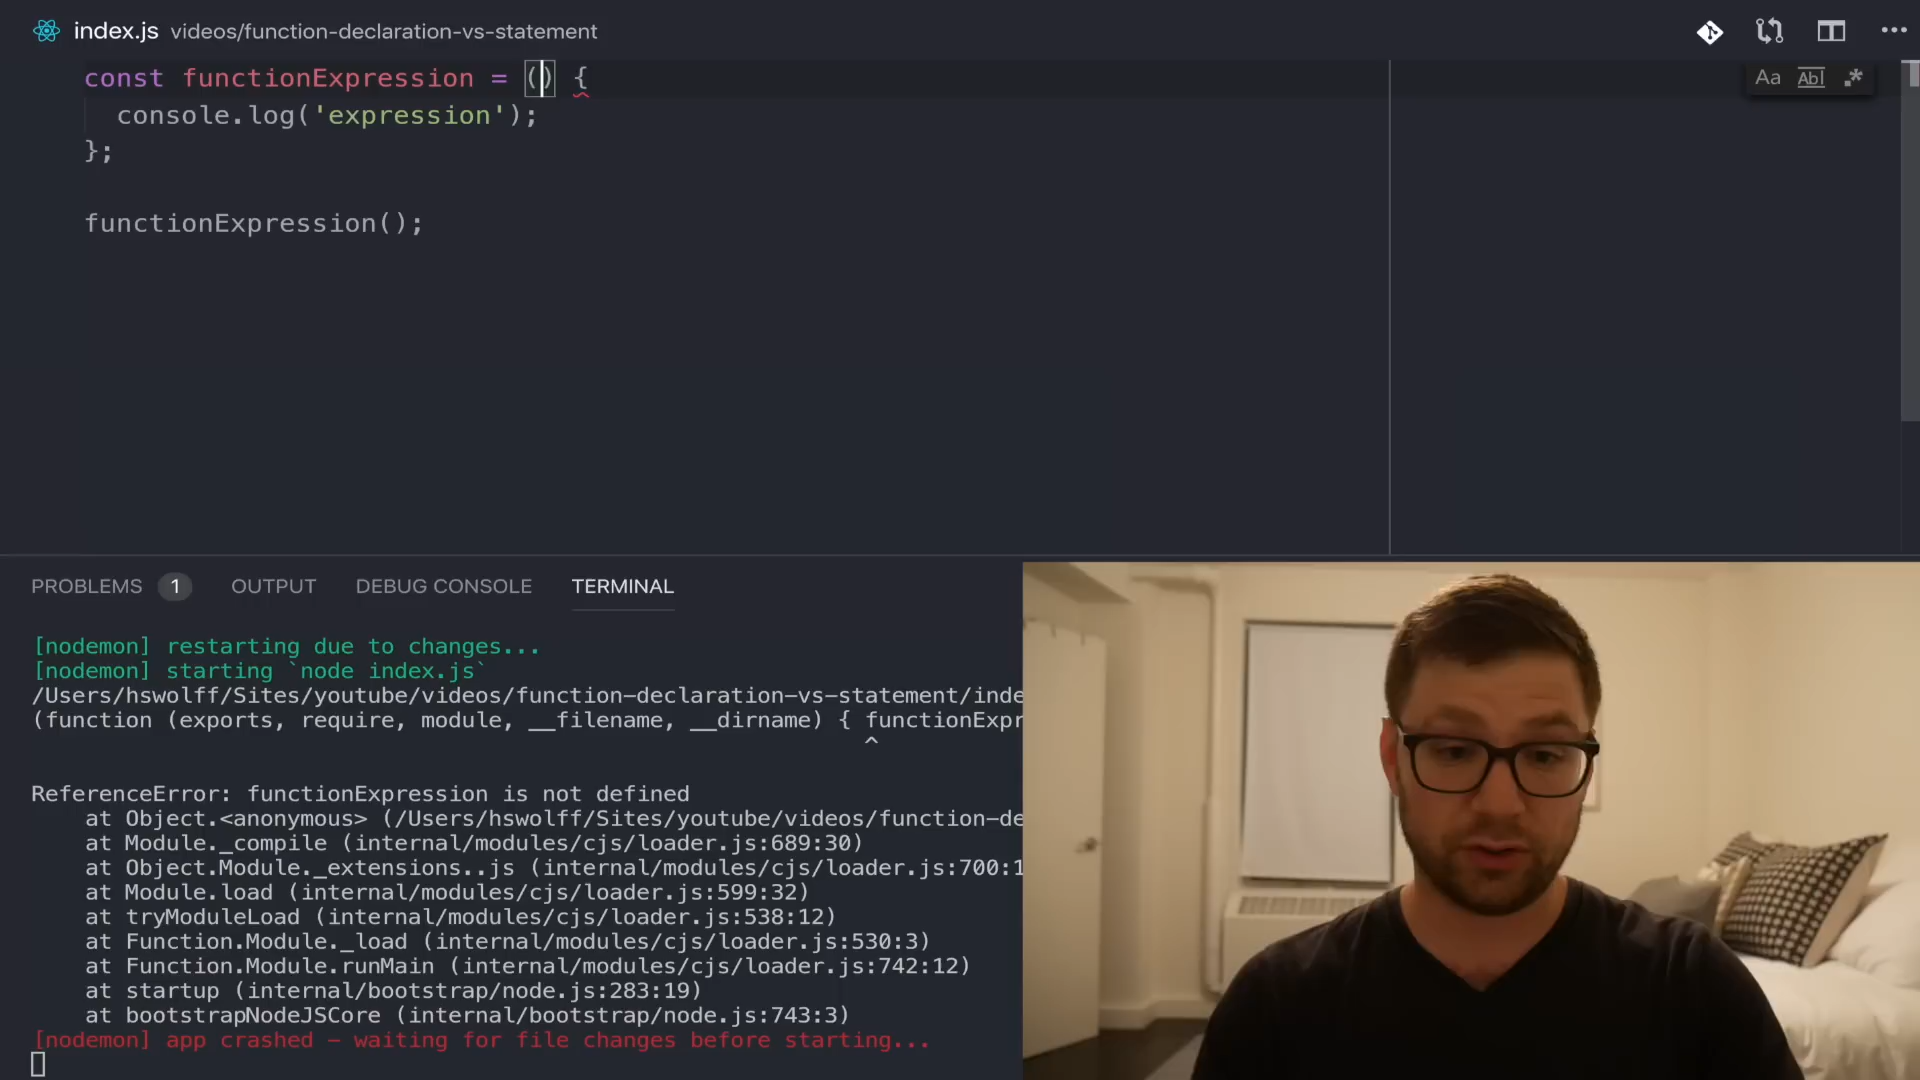 index.js videos/function-declaration-vs-statement
const functionExpression = () {
Aa Abl .*
console.log('expression');
};
functionExpression();
PROBLEMS 1 OUTPUT DEBUG CONSOLE TERMINAL
[nodemon] restarting due to changes...
[nodemon] starting `node index.js`
/Users/hswolff/Sites/youtube/videos/function-declaration-vs-statement/inde
(function (exports, require, module, __filename, __dirname) { functionExpr
^
ReferenceError: functionExpression is not defined
at Object.<anonymous> (/Users/hswolff/Sites/youtube/videos/function-de
at Module._compile (internal/modules/cjs/loader.js:689:30)
at Object.Module._extensions..js (internal/modules/cjs/loader.js:700:1
at Module.load (internal/modules/cjs/loader.js:599:32)
at tryModuleLoad (internal/modules/cjs/loader.js:538:12)
at Function.Module._load (internal/modules/cjs/loader.js:530:3)
at Function.Module.runMain (internal/modules/cjs/loader.js:742:12)
at startup (internal/bootstrap/node.js:283:19)
at bootstrapNodeJSCore (internal/bootstrap/node.js:743:3)
[nodemon] app crashed - waiting for file changes before starting...